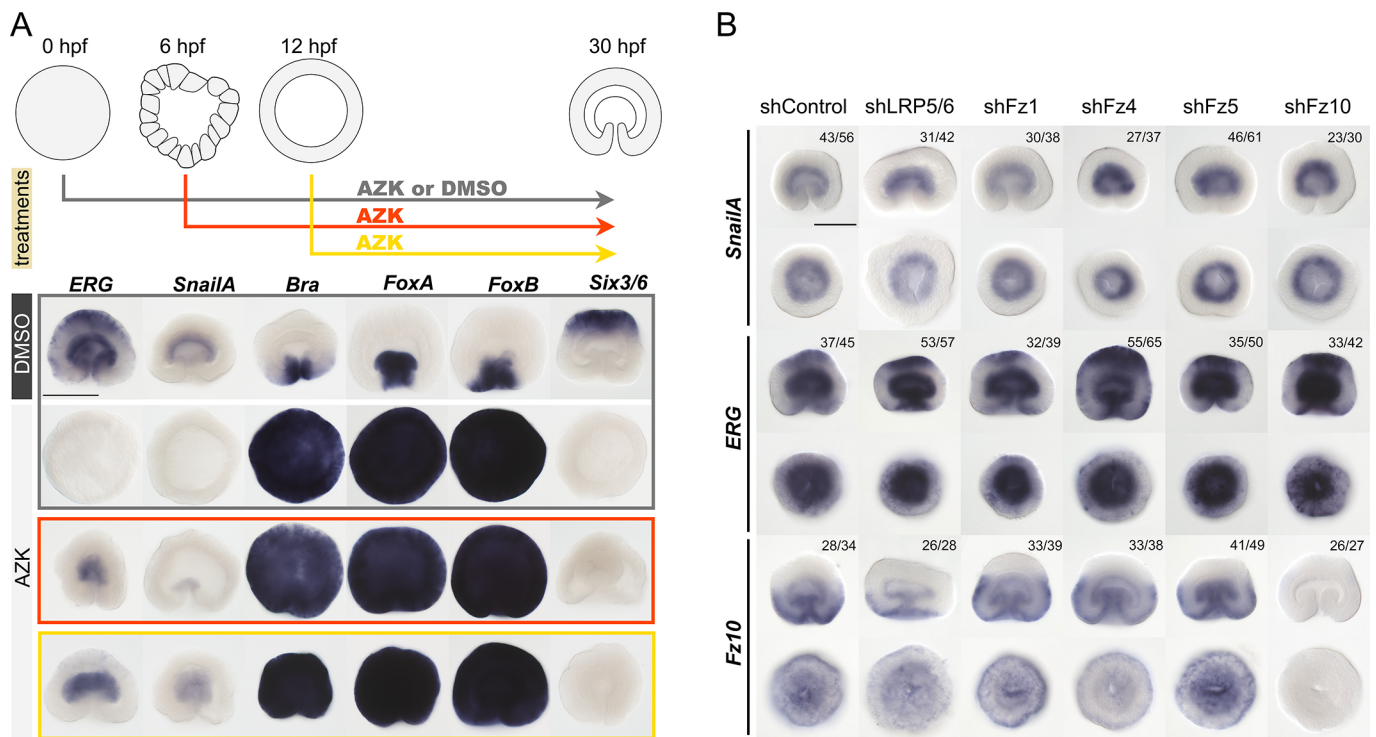 A
0 hpf 6 hpf 12 hpf 30 hpf
treatments
AZK or DMSO
AZK
AZK
ERG SnailA Bra FoxA FoxB Six3/6
DMSO
AZK
B
shControl shLRP5/6 shFz1 shFz4 shFz5 shFz10
SnailA
43/56 31/42 30/38 27/37 46/61 23/30
ERG
37/45 53/57 32/39 55/65 35/50 33/42
Fz10
28/34 26/28 33/39 33/38 41/49 26/27